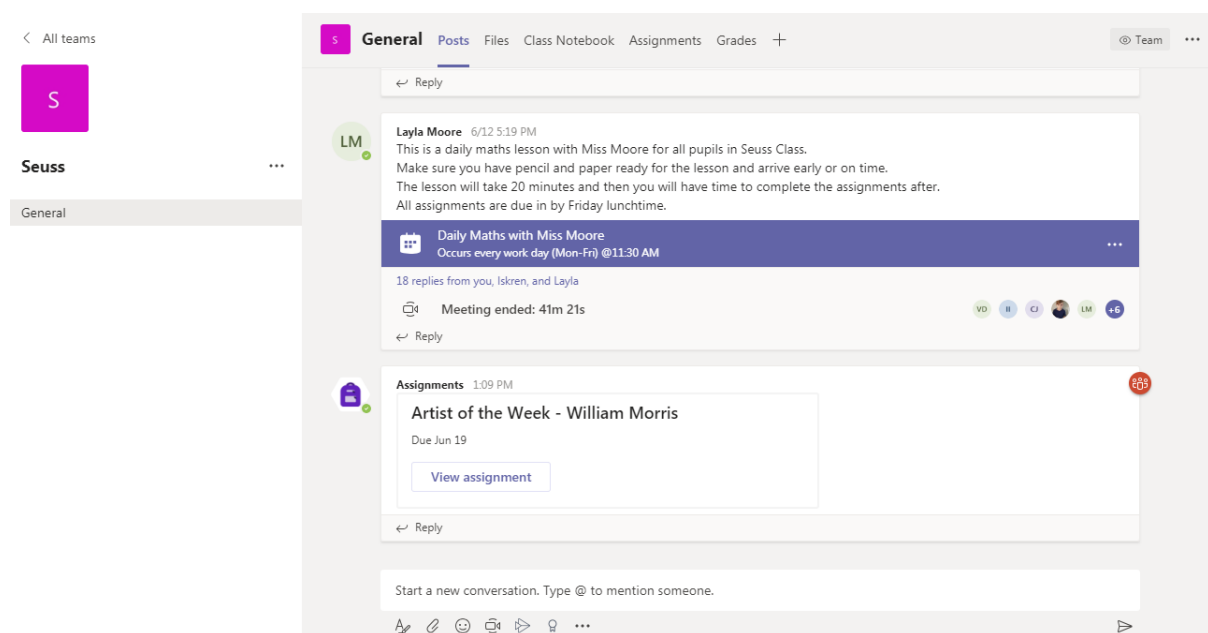 All teams
S
Seuss
General
S General Posts Files Class Notebook Assignments Grades
Team
Reply
LM
Layla Moore 6/12 5:19 PM
This is a daily maths lesson with Miss Moore for all pupils in Seuss Class.
Make sure you have pencil and paper ready for the lesson and arrive early or on time.
The lesson will take 20 minutes and then you will have time to complete the assignments after.
All assignments are due in by Friday lunchtime.
Daily Maths with Miss Moore
Occurs every work day (Mon-Fri) @11:30 AM
18 replies from you, Iskren, and Layla
Meeting ended: 41m 21s
VD II CJ LM +6
Reply
Assignments 1:09 PM
Artist of the Week - William Morris
Due Jun 19
View assignment
Reply
Start a new conversation. Type @ to mention someone.